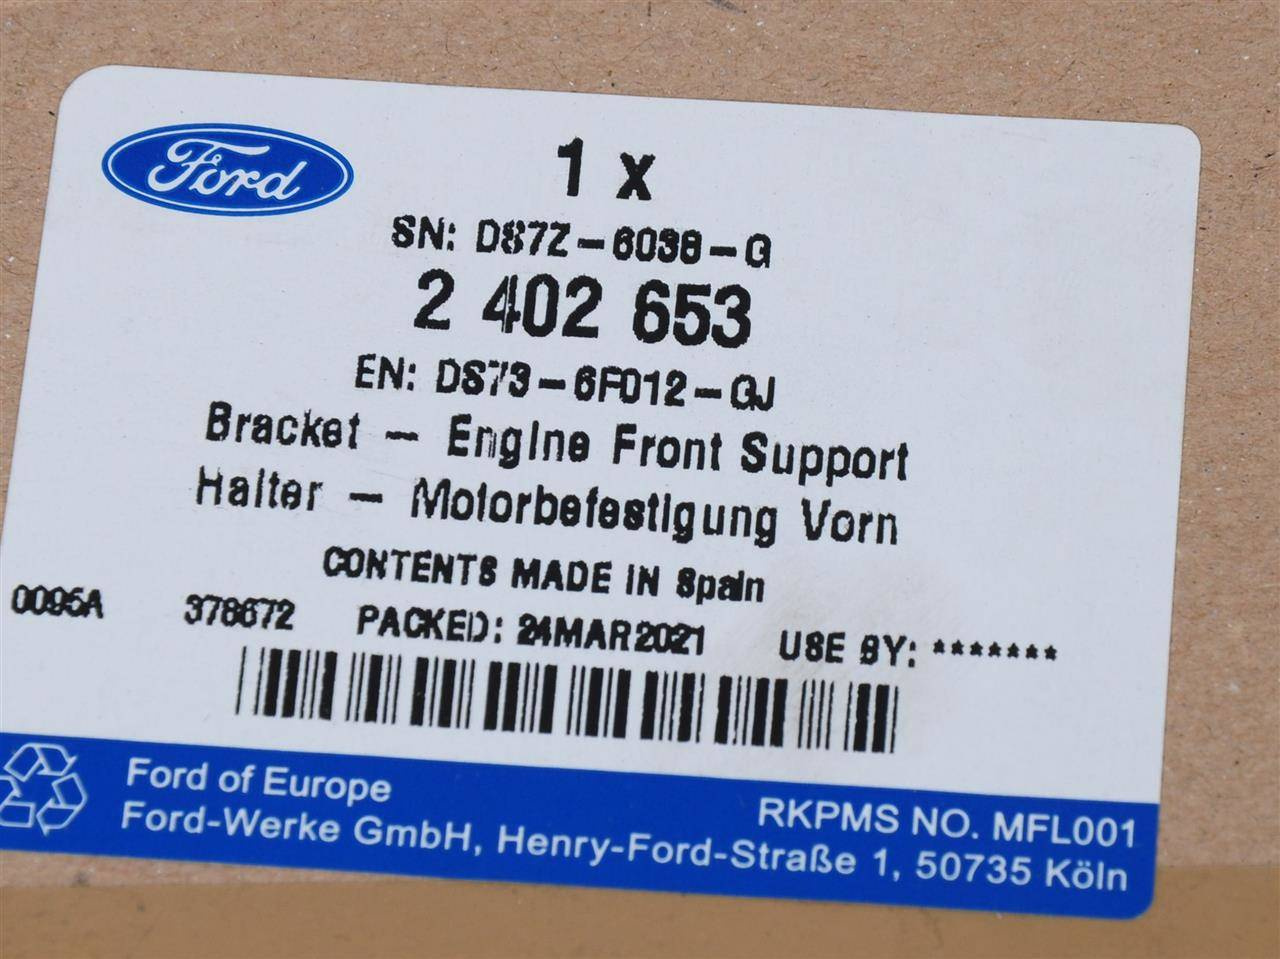 Ford
1 x
SN: DS7Z-6038-G
2 402 653
EN: DS73-6F012-GJ
Bracket - Engine Front Support
Halter - Motorbefestigung Vorn
CONTENTS MADE IN Spain
0095A 378672 PACKED: 24MAR2021 USE BY: *******
Ford of Europe
RKPMS NO. MFL001
Ford-Werke GmbH, Henry-Ford-Straße 1, 50735 Köln